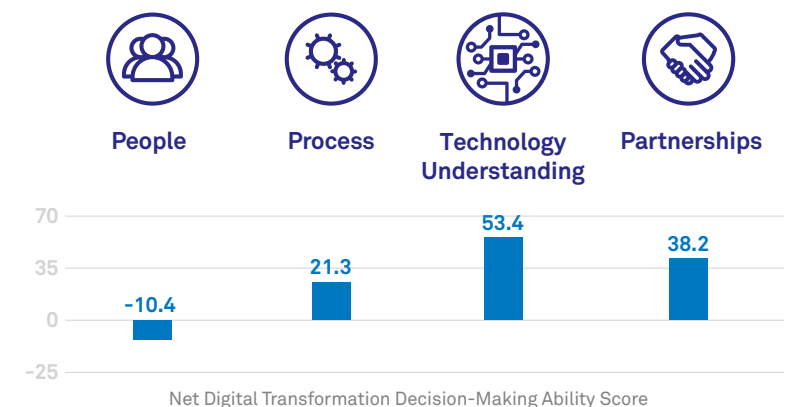 People
Process
Technology
Understanding
Partnerships
70
35
0
-25
-10.4
21.3
53.4
38.2
Net Digital Transformation Decision-Making Ability Score